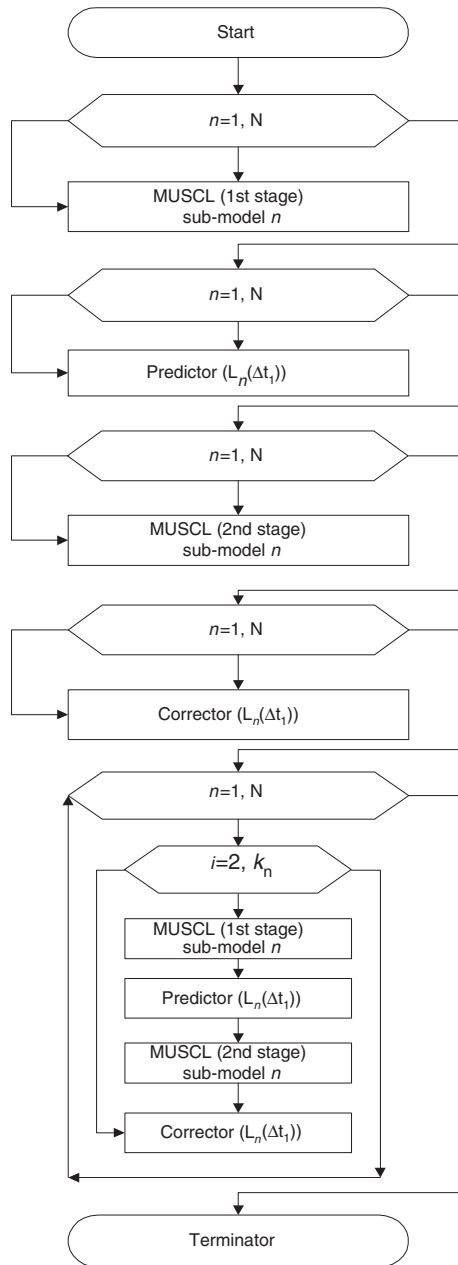 Start
n=1, N
MUSCL (1st stage)
sub-model n
n=1, N
Predictor (Lₙ(Δt₁))
n=1, N
MUSCL (2nd stage)
sub-model n
n=1, N
Corrector (Lₙ(Δt₁))
n=1, N
i=2, kₙ
MUSCL (1st stage)
sub-model n
Predictor (Lₙ(Δt₁))
MUSCL (2nd stage)
sub-model n
Corrector (Lₙ(Δt₁))
Terminator